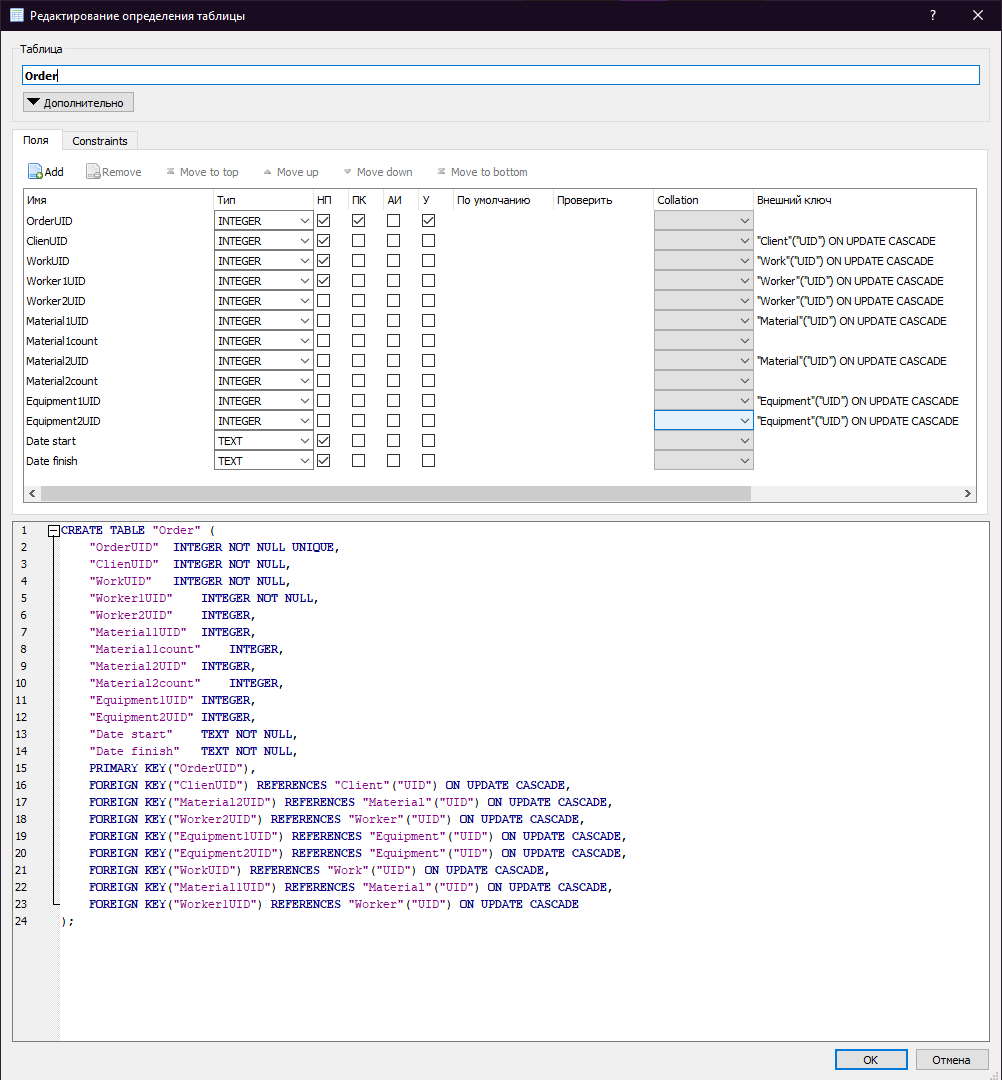 Редактирование определения таблицы ?
Таблица
Order
Дополнительно
Поля Constraints
Add Remove Move to top Move up Move down Move to bottom
Имя Тип НП ПК АИ У По умолчанию Проверить Collation Внешний ключ
OrderUID INTEGER
ClienUID INTEGER "Client"("UID") ON UPDATE CASCADE
WorkUID INTEGER "Work"("UID") ON UPDATE CASCADE
Worker1UID INTEGER "Worker"("UID") ON UPDATE CASCADE
Worker2UID INTEGER "Worker"("UID") ON UPDATE CASCADE
Material1UID INTEGER "Material"("UID") ON UPDATE CASCADE
Material1count INTEGER
Material2UID INTEGER "Material"("UID") ON UPDATE CASCADE
Material2count INTEGER
Equipment1UID INTEGER "Equipment"("UID") ON UPDATE CASCADE
Equipment2UID INTEGER "Equipment"("UID") ON UPDATE CASCADE
Date start TEXT
Date finish TEXT
1 CREATE TABLE "Order" (
2 "OrderUID" INTEGER NOT NULL UNIQUE,
3 "ClienUID" INTEGER NOT NULL,
4 "WorkUID" INTEGER NOT NULL,
5 "Worker1UID" INTEGER NOT NULL,
6 "Worker2UID" INTEGER,
7 "Material1UID" INTEGER,
8 "Material1count" INTEGER,
9 "Material2UID" INTEGER,
10 "Material2count" INTEGER,
11 "Equipment1UID" INTEGER,
12 "Equipment2UID" INTEGER,
13 "Date start" TEXT NOT NULL,
14 "Date finish" TEXT NOT NULL,
15 PRIMARY KEY("OrderUID"),
16 FOREIGN KEY("ClienUID") REFERENCES "Client"("UID") ON UPDATE CASCADE,
17 FOREIGN KEY("Material2UID") REFERENCES "Material"("UID") ON UPDATE CASCADE,
18 FOREIGN KEY("Worker2UID") REFERENCES "Worker"("UID") ON UPDATE CASCADE,
19 FOREIGN KEY("Equipment1UID") REFERENCES "Equipment"("UID") ON UPDATE CASCADE,
20 FOREIGN KEY("Equipment2UID") REFERENCES "Equipment"("UID") ON UPDATE CASCADE,
21 FOREIGN KEY("WorkUID") REFERENCES "Work"("UID") ON UPDATE CASCADE,
22 FOREIGN KEY("Material1UID") REFERENCES "Material"("UID") ON UPDATE CASCADE,
23 FOREIGN KEY("Worker1UID") REFERENCES "Worker"("UID") ON UPDATE CASCADE
24 );
OK Отмена